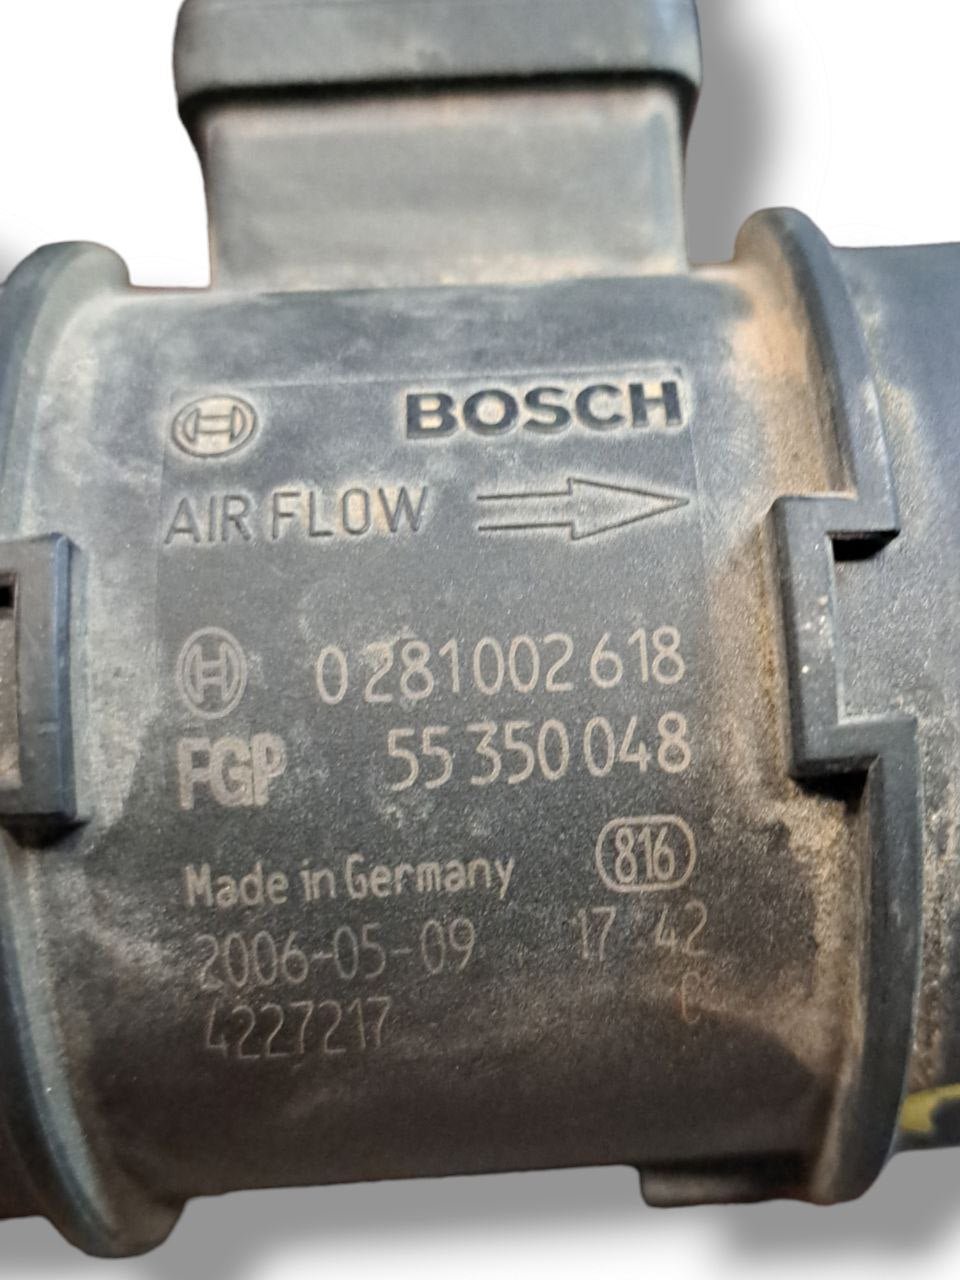 BOSCH
AIR FLOW
0 281 002 618
FGP 55 350 048
Made in Germany 816
2006-05-09 17 42
4227217 C